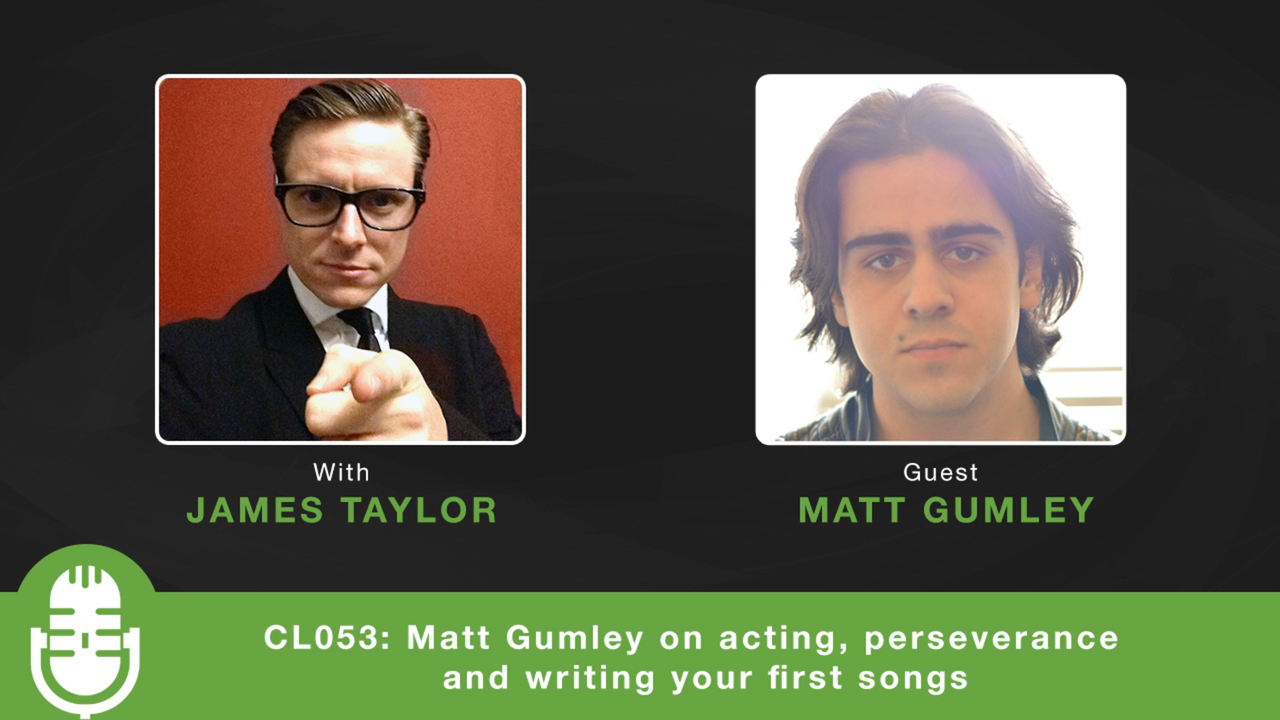 With
JAMES TAYLOR
Guest
MATT GUMLEY
CL053: Matt Gumley on acting, perseverance
and writing your first songs